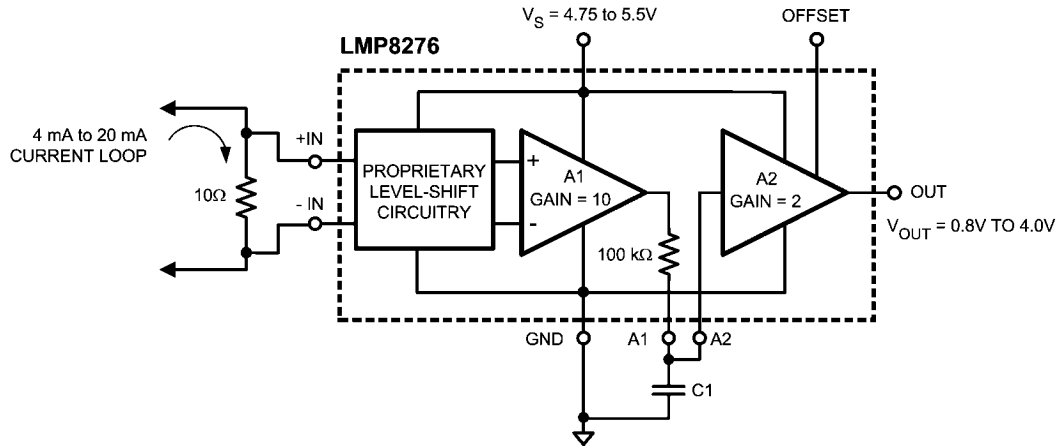 V_S = 4.75 to 5.5V
OFFSET
LMP8276
4 mA to 20 mA
CURRENT LOOP
+IN
10Ω
- IN
PROPRIETARY
LEVEL-SHIFT
CIRCUITRY
+
-
A1
GAIN = 10
100 kΩ
A2
GAIN = 2
OUT
V_OUT = 0.8V TO 4.0V
GND
A1
A2
C1